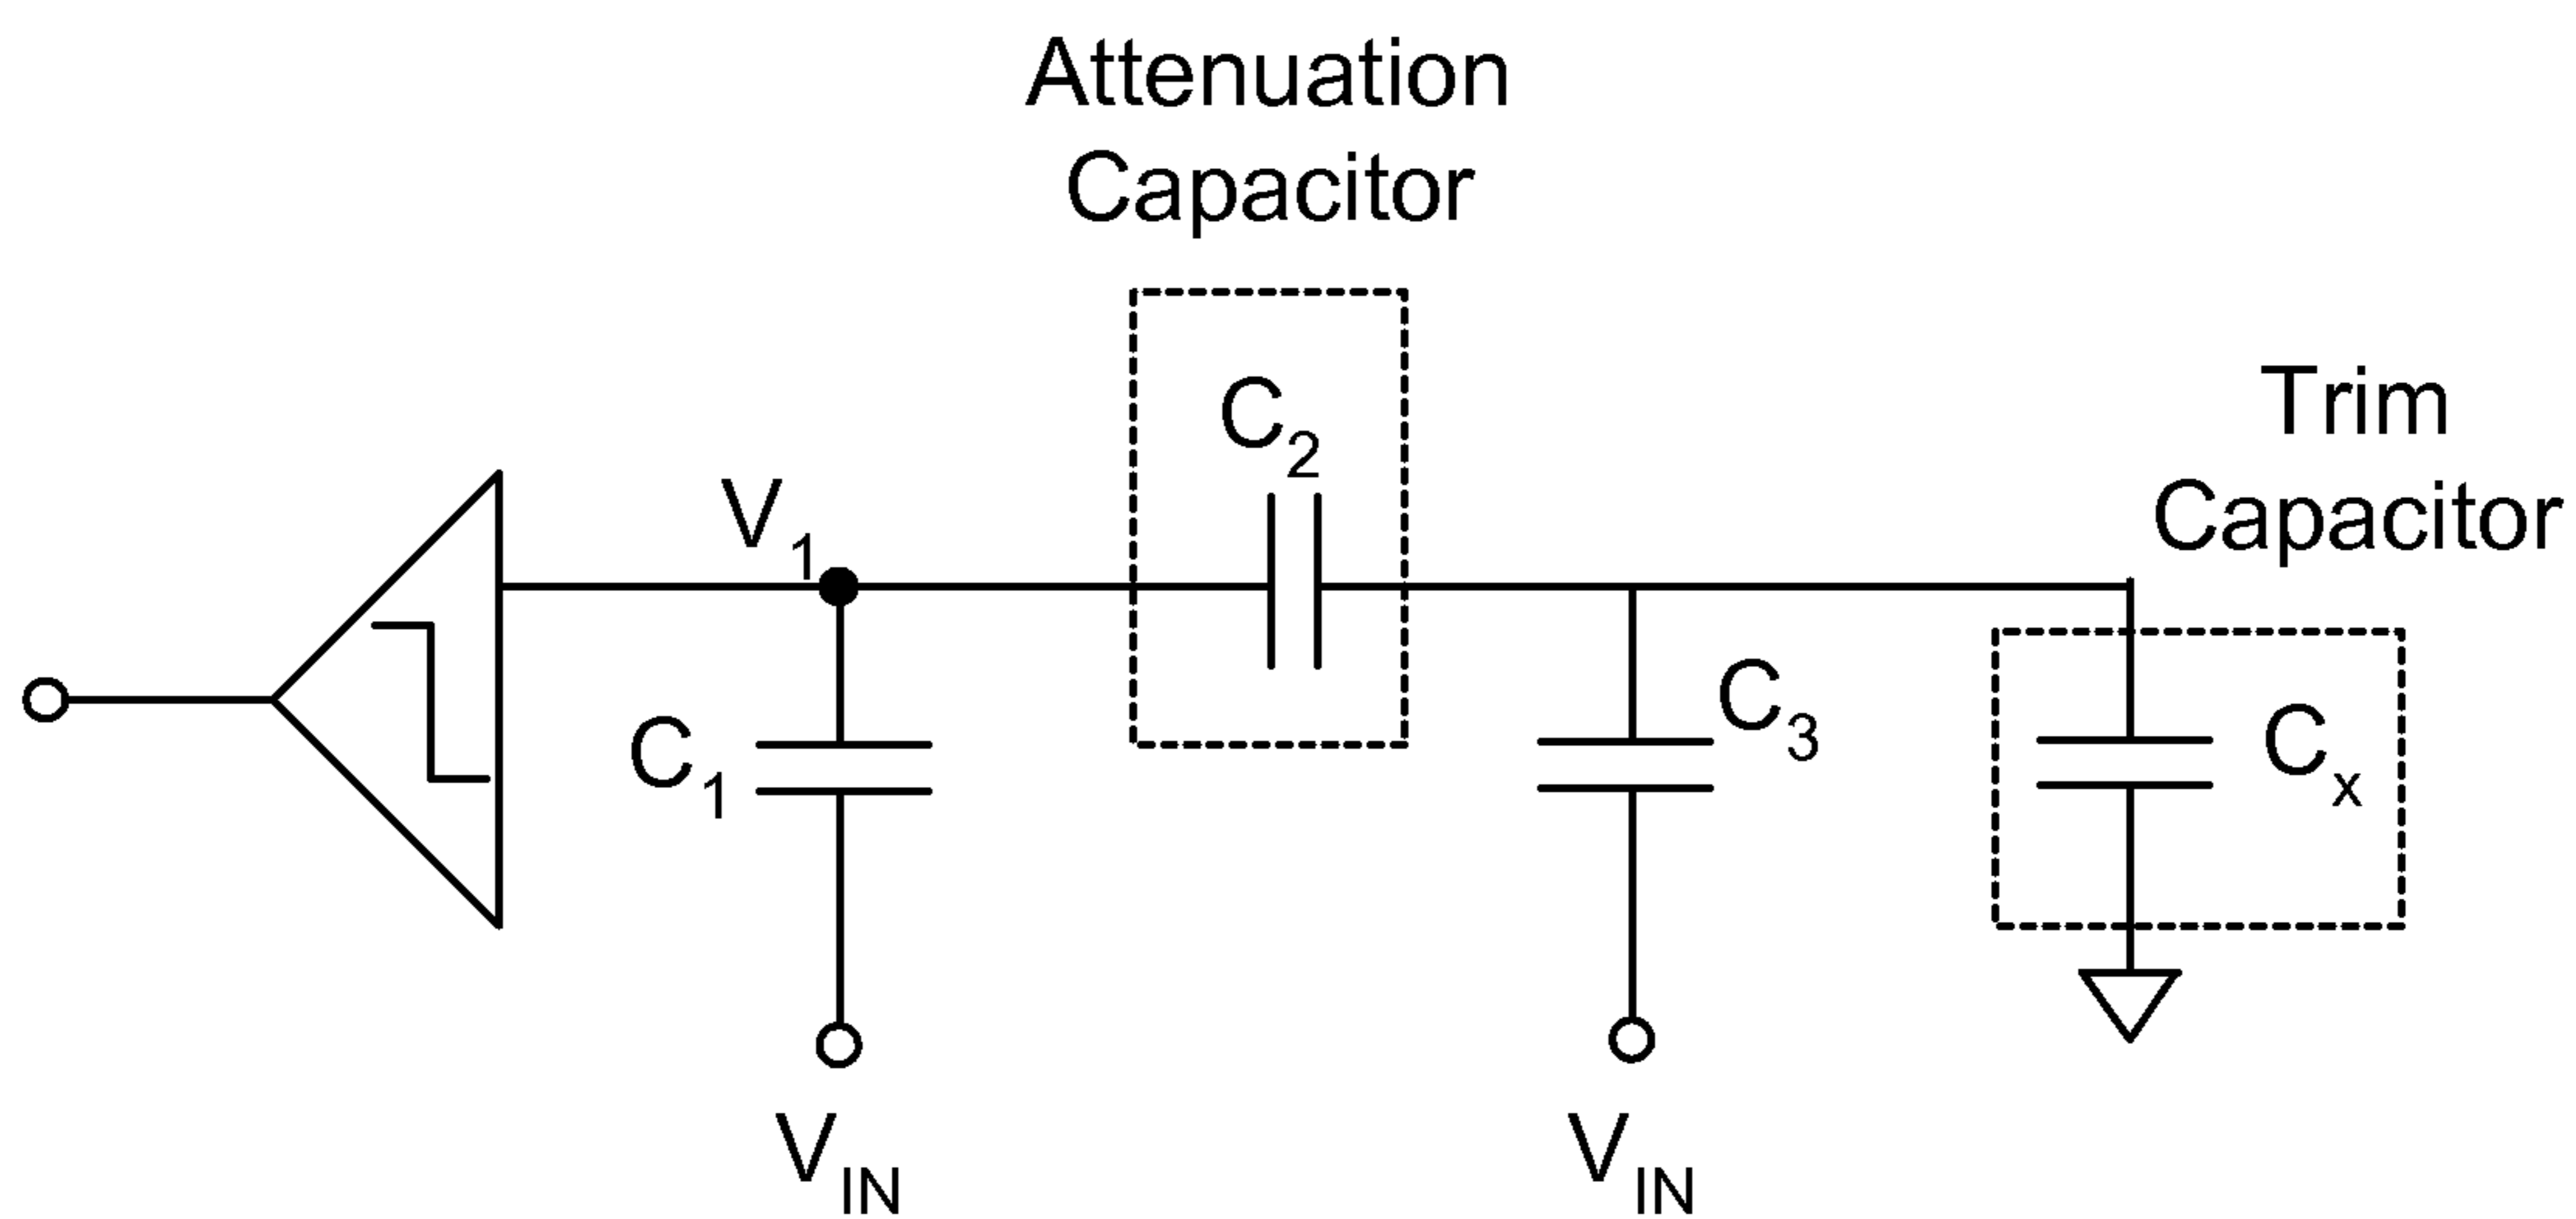 Attenuation
Capacitor
C2
Trim
Capacitor
V1
C1
C3
Cx
VIN
VIN